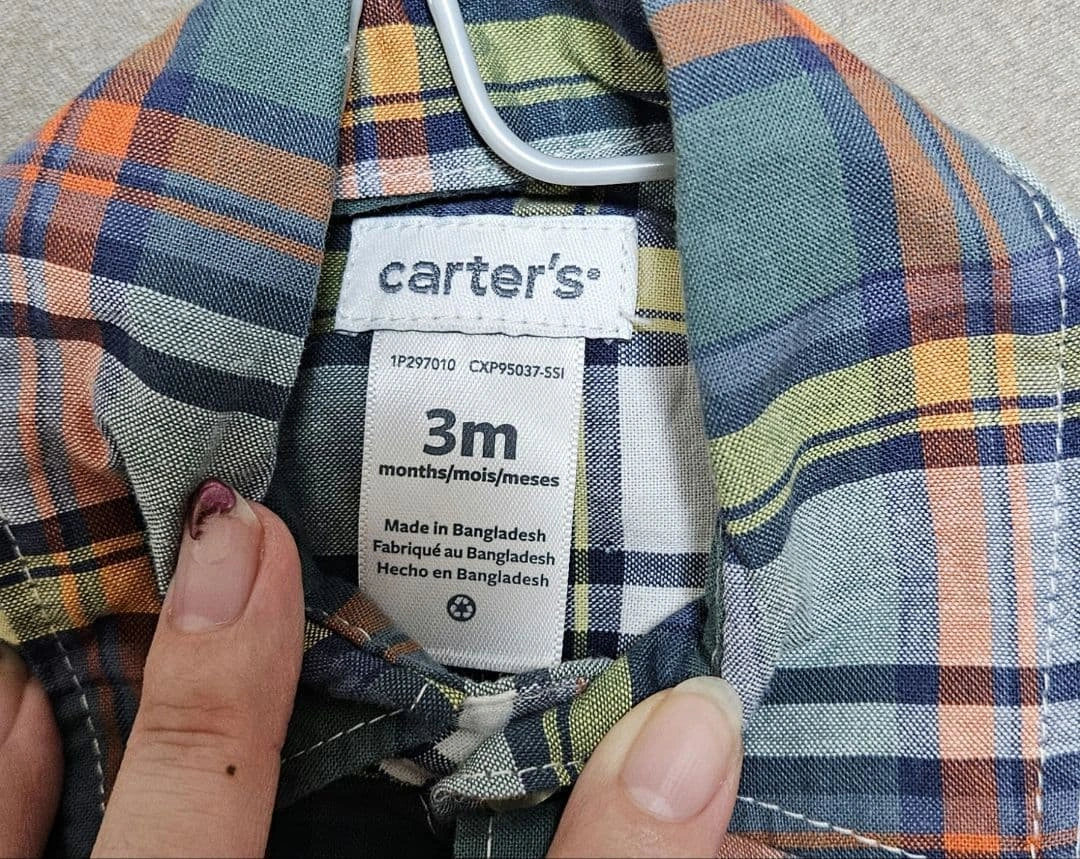 carter's
1P297010 CXP95037-SSI
3m
months/mois/meses
Made in Bangladesh
Fabriqué au Bangladesh
Hecho en Bangladesh